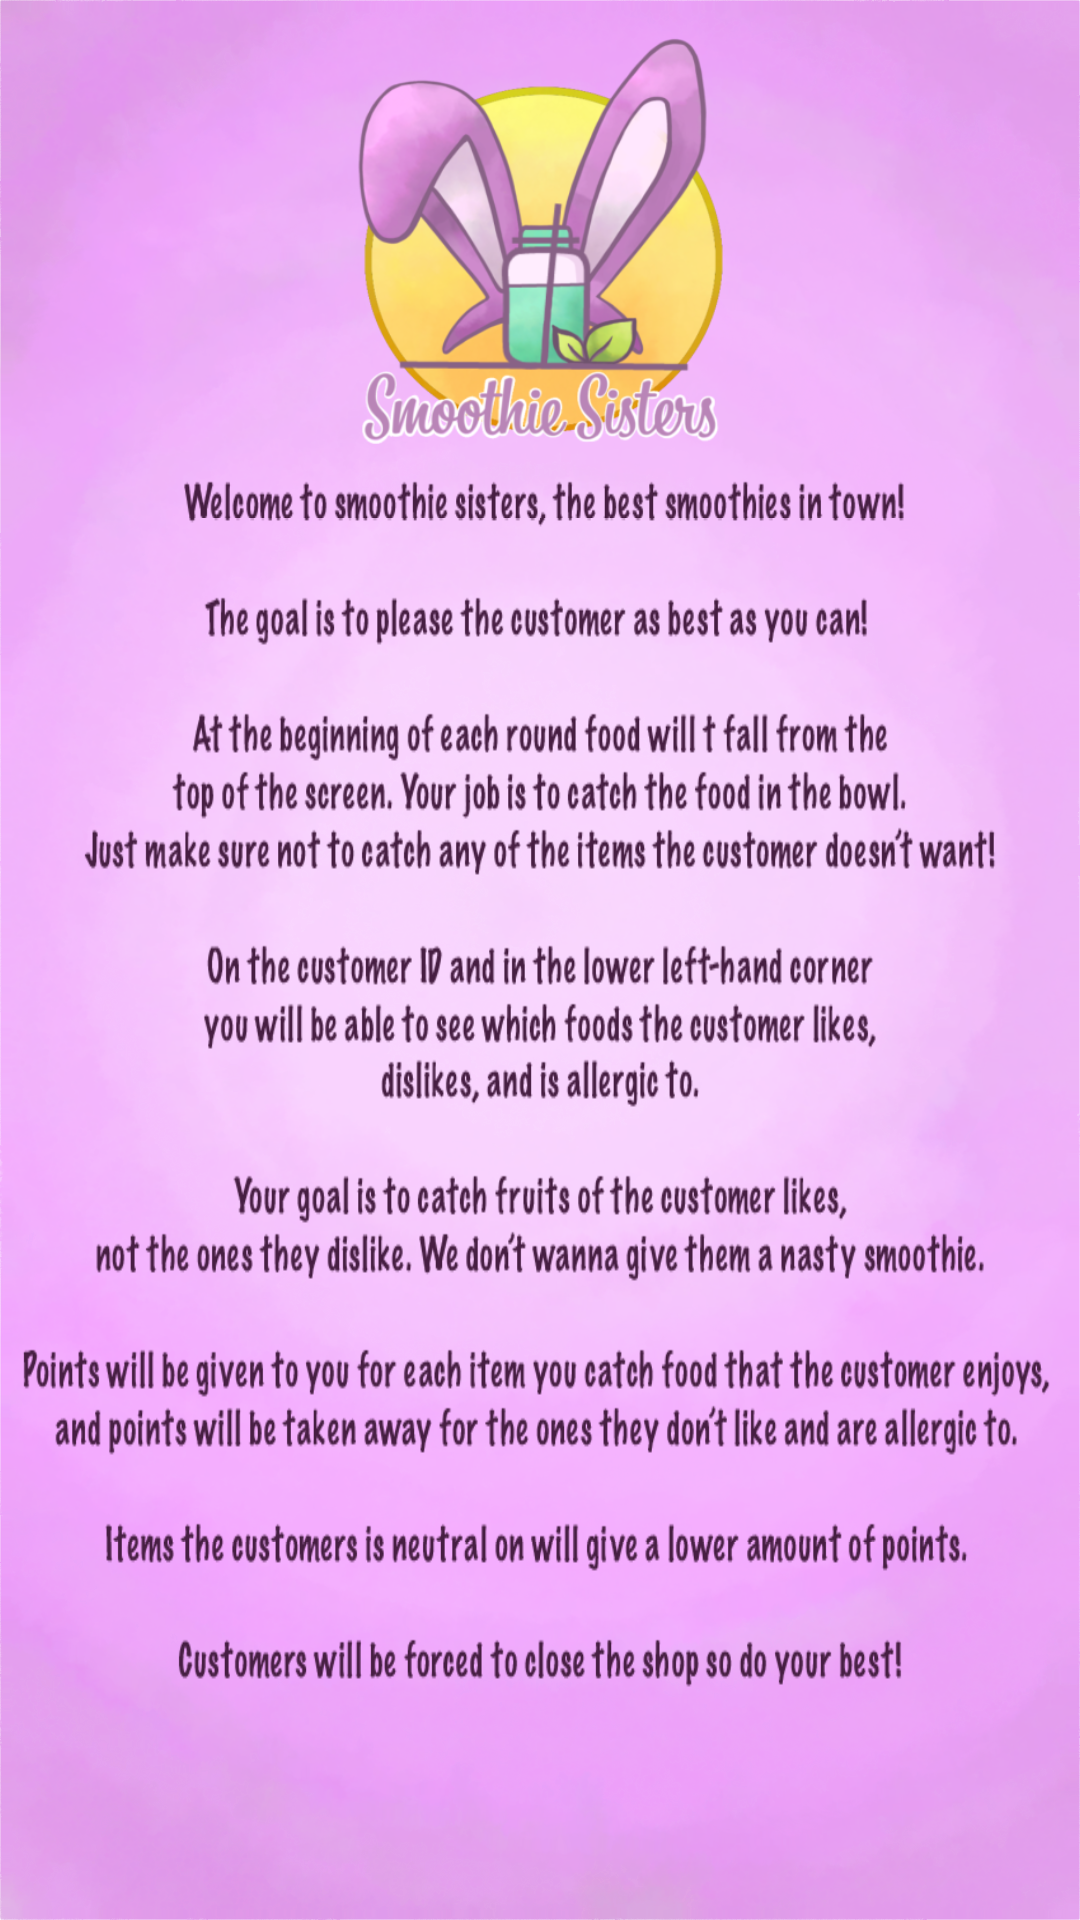 Smoothie Sisters
Welcome to smoothie sisters, the best smoothies in town!
The goal is to please the customer as best as you can!
At the beginning of each round food will t fall from the
top of the screen. Your job is to catch the food in the bowl.
Just make sure not to catch any of the items the customer doesn't want!
On the customer ID and in the lower left-hand corner
you will be able to see which foods the customer likes,
dislikes, and is allergic to.
Your goal is to catch fruits of the customer likes,
not the ones they dislike. We don't wanna give them a nasty smoothie.
Points will be given to you for each item you catch food that the customer enjoys,
and points will be taken away for the ones they don't like and are allergic to.
Items the customers is neutral on will give a lower amount of points.
Customers will be forced to close the shop so do your best!